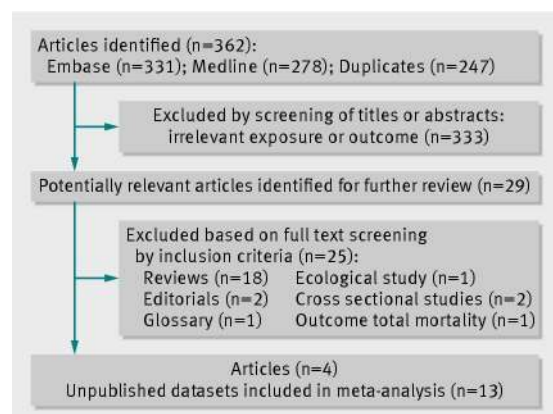 Articles identified (n=362):
Embase (n=331); Medline (n=278); Duplicates (n=247)
Excluded by screening of titles or abstracts:
irrelevant exposure or outcome (n=333)
Potentially relevant articles identified for further review (n=29)
Excluded based on full text screening
by inclusion criteria (n=25):
Reviews (n=18) Ecological study (n=1)
Editorials (n=2) Cross sectional studies (n=2)
Glossary (n=1) Outcome total mortality (n=1)
Articles (n=4)
Unpublished datasets included in meta-analysis (n=13)